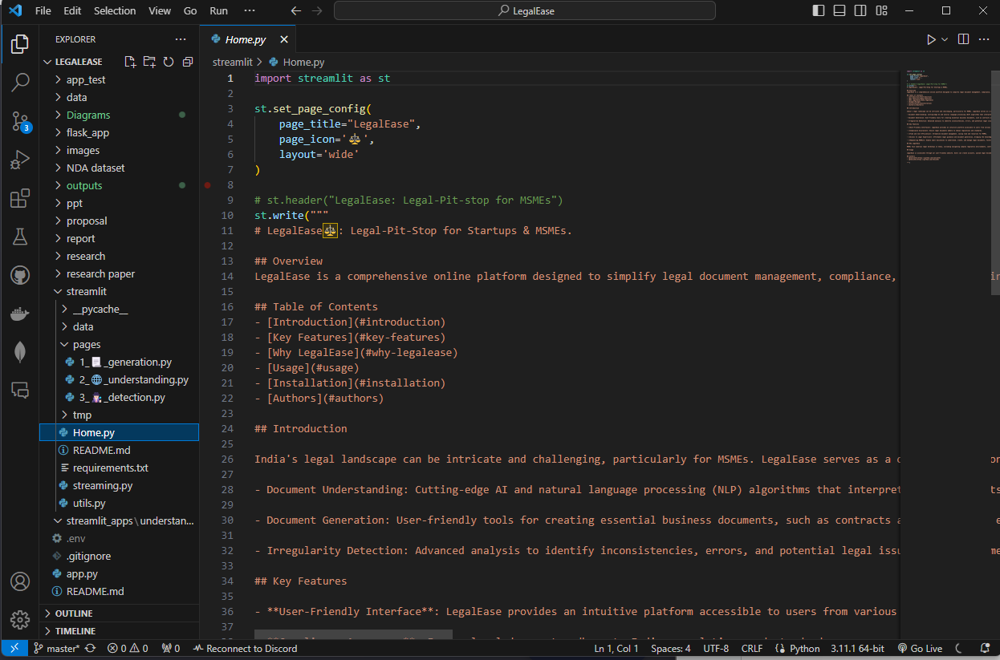 File Edit Selection View Go Run ··· LegalEase
EXPLORER ···
LEGALEASE
app_test
data
Diagrams
flask_app
images
NDA dataset
outputs
ppt
proposal
report
research
research paper
streamlit
__pycache__
data
pages
1_📃_generation.py
2_🌐_understanding.py
3_🕵🏻_detection.py
tmp
Home.py
README.md
requirements.txt
streaming.py
utils.py
streamlit_apps\understan...
.env
.gitignore
app.py
README.md
OUTLINE
TIMELINE
Home.py
streamlit > Home.py
1 import streamlit as st
2
3 st.set_page_config(
4     page_title="LegalEase",
5     page_icon='⚖️',
6     layout='wide'
7 )
8
9 # st.header("LegalEase: Legal-Pit-stop for MSMEs")
10 st.write("""
11 # LegalEase⚖️: Legal-Pit-Stop for Startups & MSMEs.
12
13 ## Overview
14 LegalEase is a comprehensive online platform designed to simplify legal document management, compliance,
15
16 ## Table of Contents
17 - [Introduction](#introduction)
18 - [Key Features](#key-features)
19 - [Why LegalEase](#why-legalease)
20 - [Usage](#usage)
21 - [Installation](#installation)
22 - [Authors](#authors)
23
24 ## Introduction
25
26 India's legal landscape can be intricate and challenging, particularly for MSMEs. LegalEase serves as a
27
28 - Document Understanding: Cutting-edge AI and natural language processing (NLP) algorithms that interpret
29
30 - Document Generation: User-friendly tools for creating essential business documents, such as contracts
31
32 - Irregularity Detection: Advanced analysis to identify inconsistencies, errors, and potential legal
33
34 ## Key Features
35
36 - **User-Friendly Interface**: LegalEase provides an intuitive platform accessible to users from various
37
3
master* 0 0 0 Reconnect to Discord Ln 1, Col 1 Spaces: 4 UTF-8 CRLF Python 3.11.1 64-bit Go Live